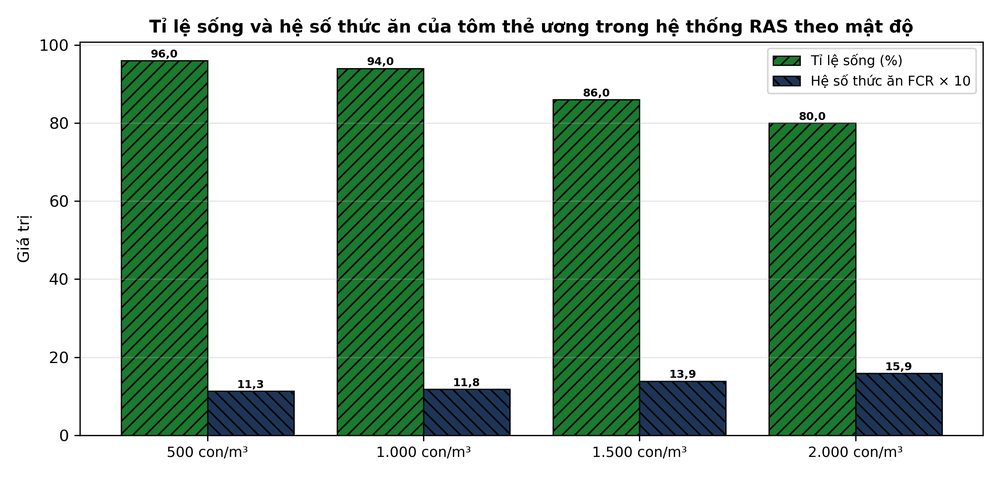 Tỉ lệ sống và hệ số thức ăn của tôm thẻ ương trong hệ thống RAS theo mật độ
Tỉ lệ sống (%)
Hệ số thức ăn FCR × 10
Giá trị
100
80
60
40
20
0
96,0
11,3
94,0
11,8
86,0
13,9
80,0
15,9
500 con/m³
1.000 con/m³
1.500 con/m³
2.000 con/m³